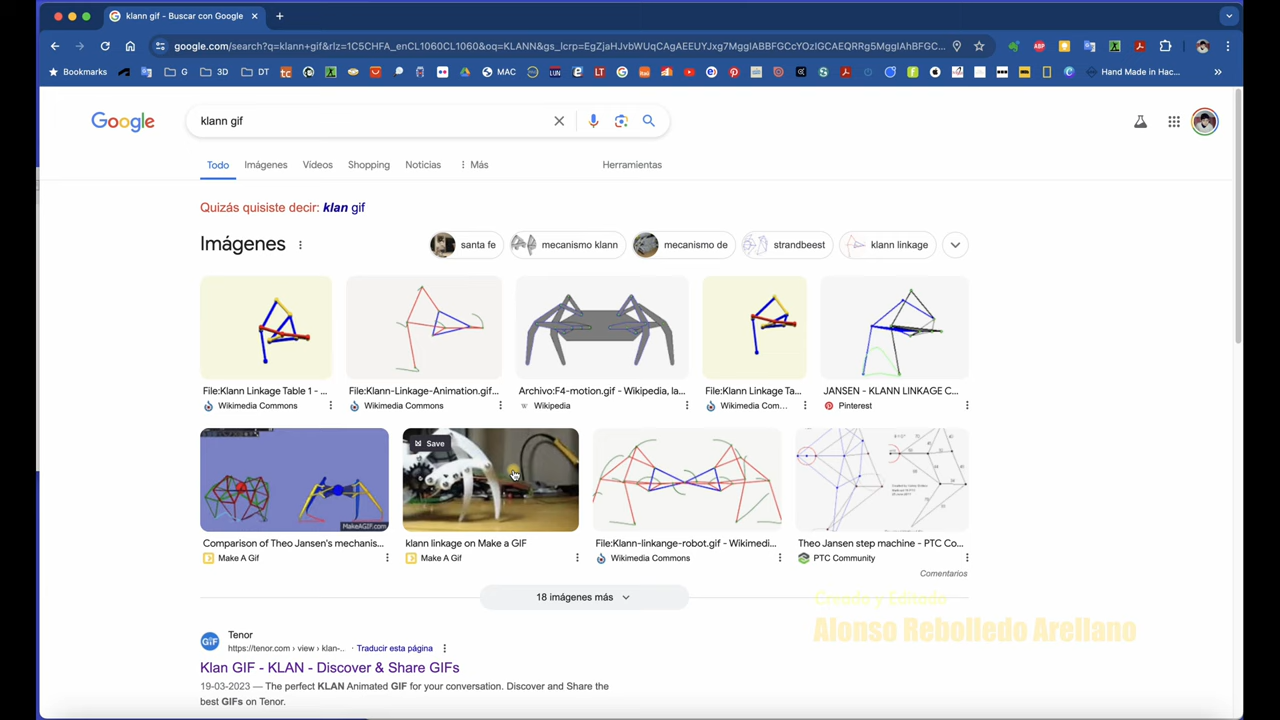 klann gif - Buscar con Google
google.com/search?q=klann+gif&rlz=1C5CHFA_enCL1060CL1060&oq=KLANN&gs_lcrp=EgZjaHJvbWUqCAgAEEUYJxg7MggIABBFGCcYOzIGCAEQRRg5MggIAhBFGC...
Bookmarks
G
3D
DT
MAC
Hand Made in Hac...
Google
klann gif
Todo Imágenes Videos Shopping Noticias Más Herramientas
Quizás quisiste decir: klan gif
Imágenes
santa fe
mecanismo klann
mecanismo de
strandbeest
klann linkage
File:Klann Linkage Table 1 - ...
Wikimedia Commons
File:Klann-Linkage-Animation.gif...
Wikimedia Commons
Archivo:F4-motion.gif - Wikipedia, la...
Wikipedia
File:Klann Linkage Ta...
Wikimedia Com...
JANSEN - KLANN LINKAGE C...
Pinterest
MakeAGIF.com
Save
Comparison of Theo Jansen's mechanis...
Make A Gif
klann linkage on Make a GIF
Make A Gif
File:Klann-linkange-robot.gif - Wikimedi...
Wikimedia Commons
Theo Jansen step machine - PTC Co...
PTC Community
Comentarios
18 imágenes más
Creado y Editado
Alonso Rebolledo Arellano
GIF
Tenor
https://tenor.com › view › klan-.. · Traducir esta página
Klan GIF - KLAN - Discover & Share GIFs
19-03-2023 — The perfect KLAN Animated GIF for your conversation. Discover and Share the
best GIFs on Tenor.